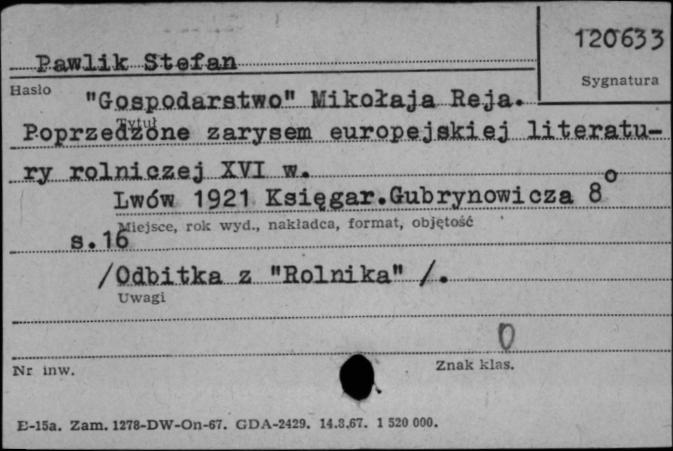 120633
Pawlik Stefan
Sygnatura
Hasło
"Gospodarstwo" Mikołaja Reja.
Tytuł
Poprzedzone zarysem europejskiej literatu-
ry rolniczej XVI w.
Lwów 1921 Księgar.Gubrynowicza 8°
Miejsce, rok wyd., nakładca, format, objętość
s.16
/Odbitka z "Rolnika" /.
Uwagi
0
Nr inw.
Znak klas.
E-15a. Zam. 1278-DW-On-67. GDA-2429. 14.8.67. 1 520 000.